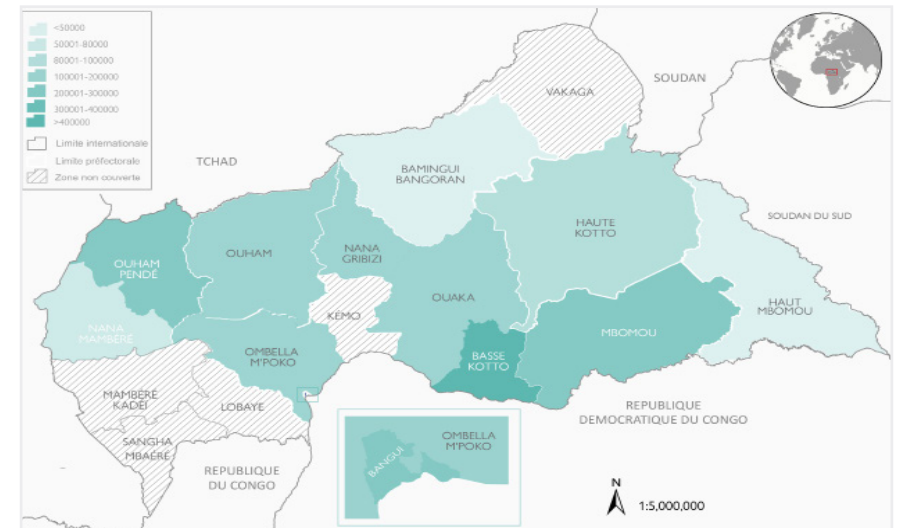 <50000
50001-80000
80001-100000
100001-200000
200001-300000
300001-400000
>400000
Limite internationale
Limite préfectorale
Zone non couverte
SOUDAN
VAKAGA
TCHAD
BAMINGUI
BANGORAN
SOUDAN DU SUD
HAUTE
KOTTO
OUHAM
NANA
GRIBIZI
OUHAM
PENDÉ
OUAKA
HAUT
MBOMOU
KEMO
NANA
MAMBÉRÉ
MBOMOU
OMBELLA
M'POKO
BASSE
KOTTO
MAMBÉRÉ
KADÉI
LOBAYE
REPUBLIQUE
DEMOCRATIQUE DU CONGO
SANGHA
MBAÉRÉ
OMBELLA
M'POKO
BANGUI
REPUBLIQUE
DU CONGO
N
1:5,000,000